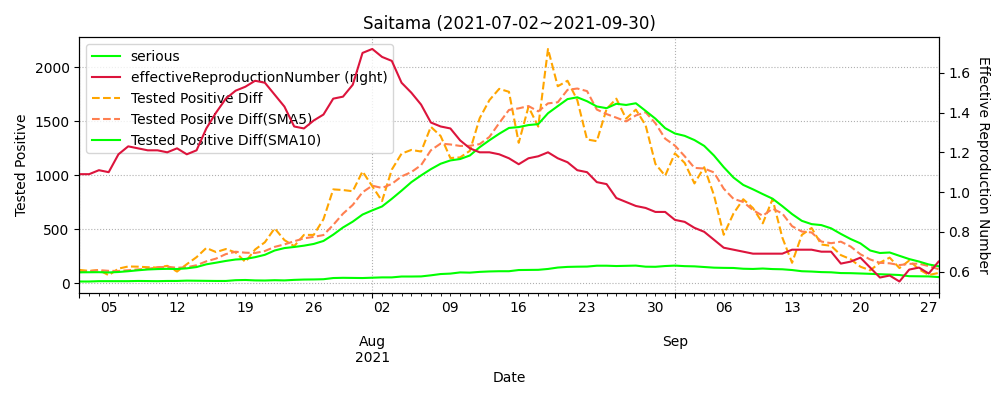 Saitama (2021-07-02~2021-09-30)
serious
effectiveReproductionNumber (right)
Tested Positive Diff
Tested Positive Diff(SMA5)
Tested Positive Diff(SMA10)
Tested Positive
2000
1500
1000
500
0
1.6
1.4
1.2
1.0
0.8
0.6
Effective Reproduction Number
05 12 19 26 02 09 16 23 30 06 13 20 27
Aug Sep
2021
Date